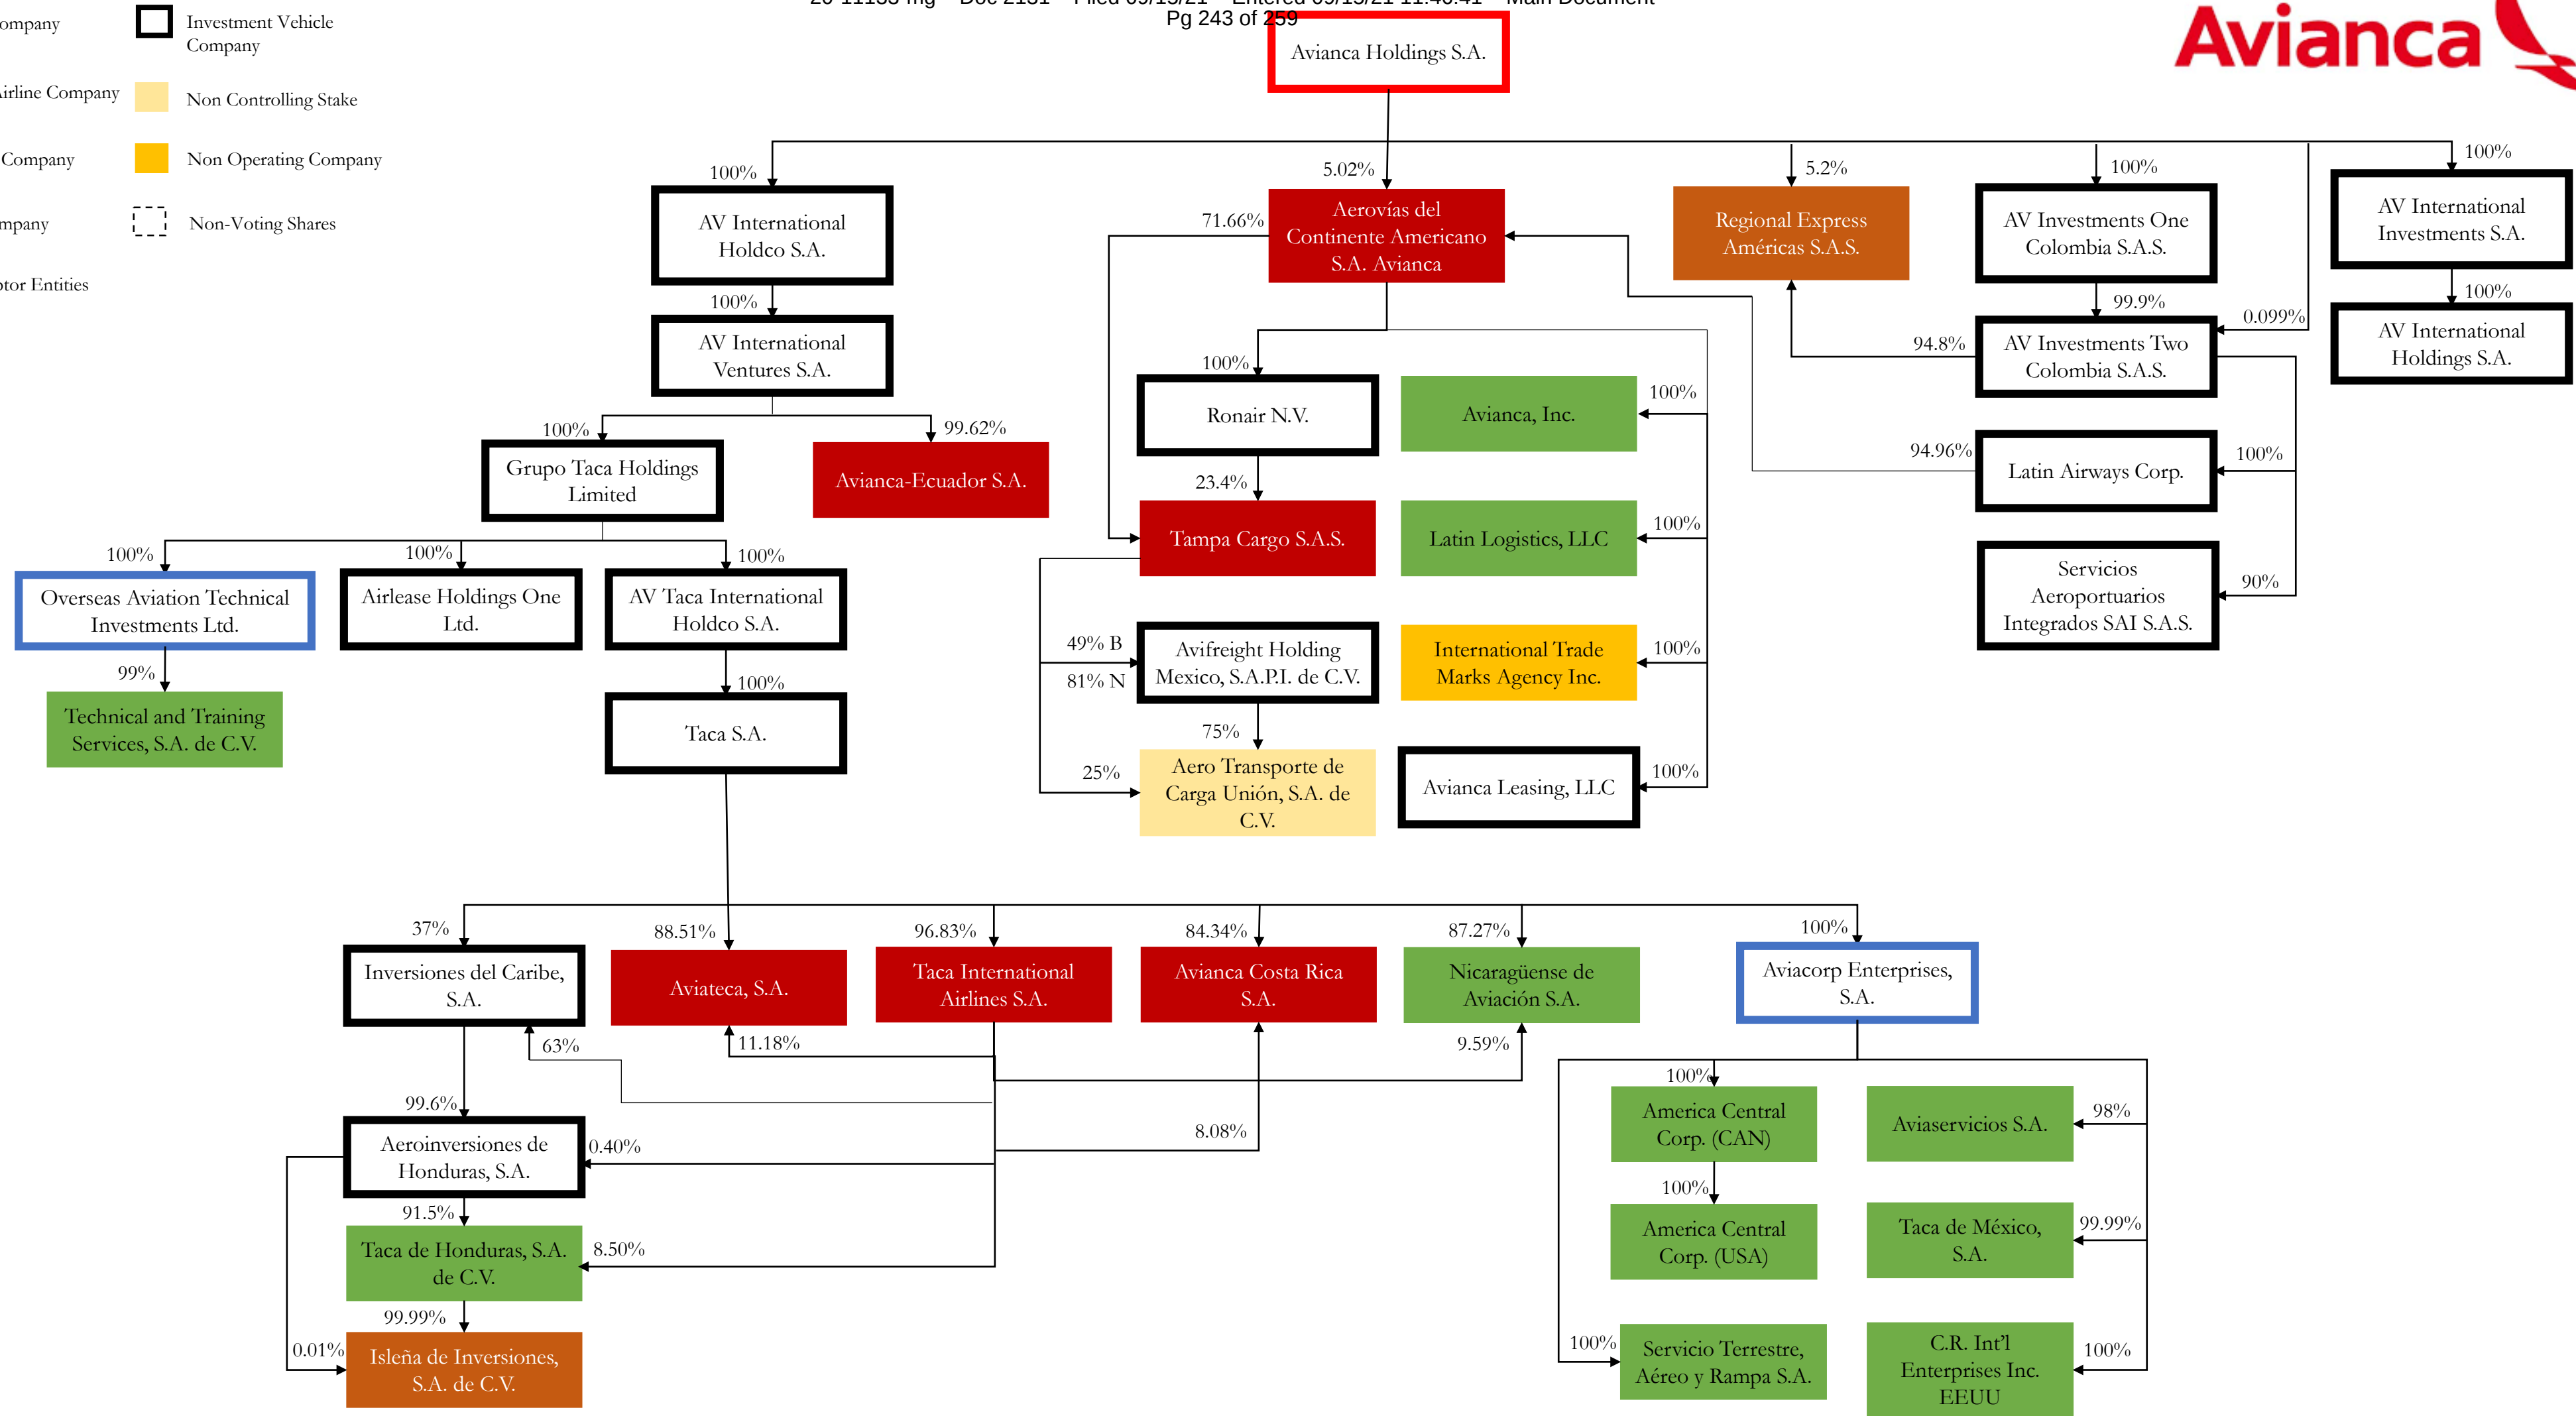 Pg 243 of 259
Company
Investment Vehicle
Company
Airline Company
Non Controlling Stake
Company
Non Operating Company
Non-Voting Shares
Entities
Avianca
Avianca Holdings S.A.
100%
5.02%
5.2%
100%
100%
AV International
Holdco S.A.
71.66%
Aerovías del
Continente Americano
S.A. Avianca
Regional Express
Américas S.A.S.
AV Investments One
Colombia S.A.S.
AV International
Investments S.A.
100%
99.9%
0.099%
100%
AV International
Ventures S.A.
94.8%
AV Investments Two
Colombia S.A.S.
AV International
Holdings S.A.
100%
99.62%
100%
100%
Grupo Taca Holdings
Limited
Avianca-Ecuador S.A.
Ronair N.V.
Avianca, Inc.
94.96%
Latin Airways Corp.
100%
23.4%
Tampa Cargo S.A.S.
Latin Logistics, LLC
100%
100%
100%
100%
Overseas Aviation Technical
Investments Ltd.
Airlease Holdings One
Ltd.
AV Taca International
Holdco S.A.
Servicios
Aeroportuarios
Integrados SAI S.A.S.
90%
99%
100%
49% B
81% N
Avifreight Holding
Mexico, S.A.P.I. de C.V.
International Trade
Marks Agency Inc.
100%
Technical and Training
Services, S.A. de C.V.
Taca S.A.
75%
25%
Aero Transporte de
Carga Unión, S.A. de
C.V.
Avianca Leasing, LLC
100%
37%
88.51%
96.83%
84.34%
87.27%
100%
Inversiones del Caribe,
S.A.
Aviateca, S.A.
Taca International
Airlines S.A.
Avianca Costa Rica
S.A.
Nicaragüense de
Aviación S.A.
Aviacorp Enterprises,
S.A.
63%
11.18%
9.59%
99.6%
8.08%
100%
Aeroinversiones de
Honduras, S.A.
0.40%
America Central
Corp. (CAN)
Aviaservicios S.A.
98%
91.5%
100%
Taca de Honduras, S.A.
de C.V.
8.50%
America Central
Corp. (USA)
Taca de México,
S.A.
99.99%
99.99%
0.01%
Isleña de Inversiones,
S.A. de C.V.
100%
Servicio Terrestre,
Aéreo y Rampa S.A.
C.R. Int'l
Enterprises Inc.
EEUU
100%